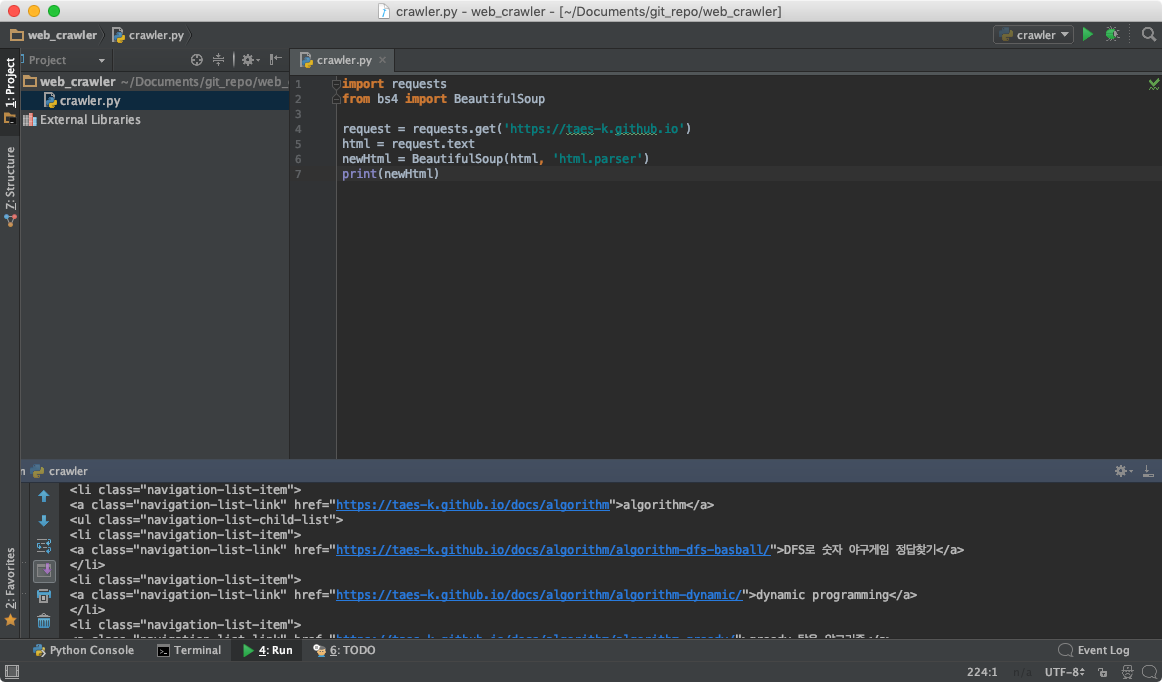 crawler.py - web_crawler - [~/Documents/git_repo/web_crawler]
web_crawler crawler.py crawler
Project crawler.py
1: Project
web_crawler ~/Documents/git_repo/web_
crawler.py
External Libraries
Z: Structure
2: Favorites
1 import requests
2 from bs4 import BeautifulSoup
3
4 request = requests.get('https://taes-k.github.io')
5 html = request.text
6 newHtml = BeautifulSoup(html, 'html.parser')
7 print(newHtml)
n crawler
<li class="navigation-list-item">
<a class="navigation-list-link" href="https://taes-k.github.io/docs/algorithm">algorithm</a>
<ul class="navigation-list-child-list">
<li class="navigation-list-item">
<a class="navigation-list-link" href="https://taes-k.github.io/docs/algorithm/algorithm-dfs-basball/">DFS로 숫자 야구게임 정답찾기</a>
</li>
<li class="navigation-list-item">
<a class="navigation-list-link" href="https://taes-k.github.io/docs/algorithm/algorithm-dynamic/">dynamic programming</a>
</li>
<li class="navigation-list-item">
Python Console Terminal 4: Run 6: TODO Event Log
224:1 n/a UTF-8